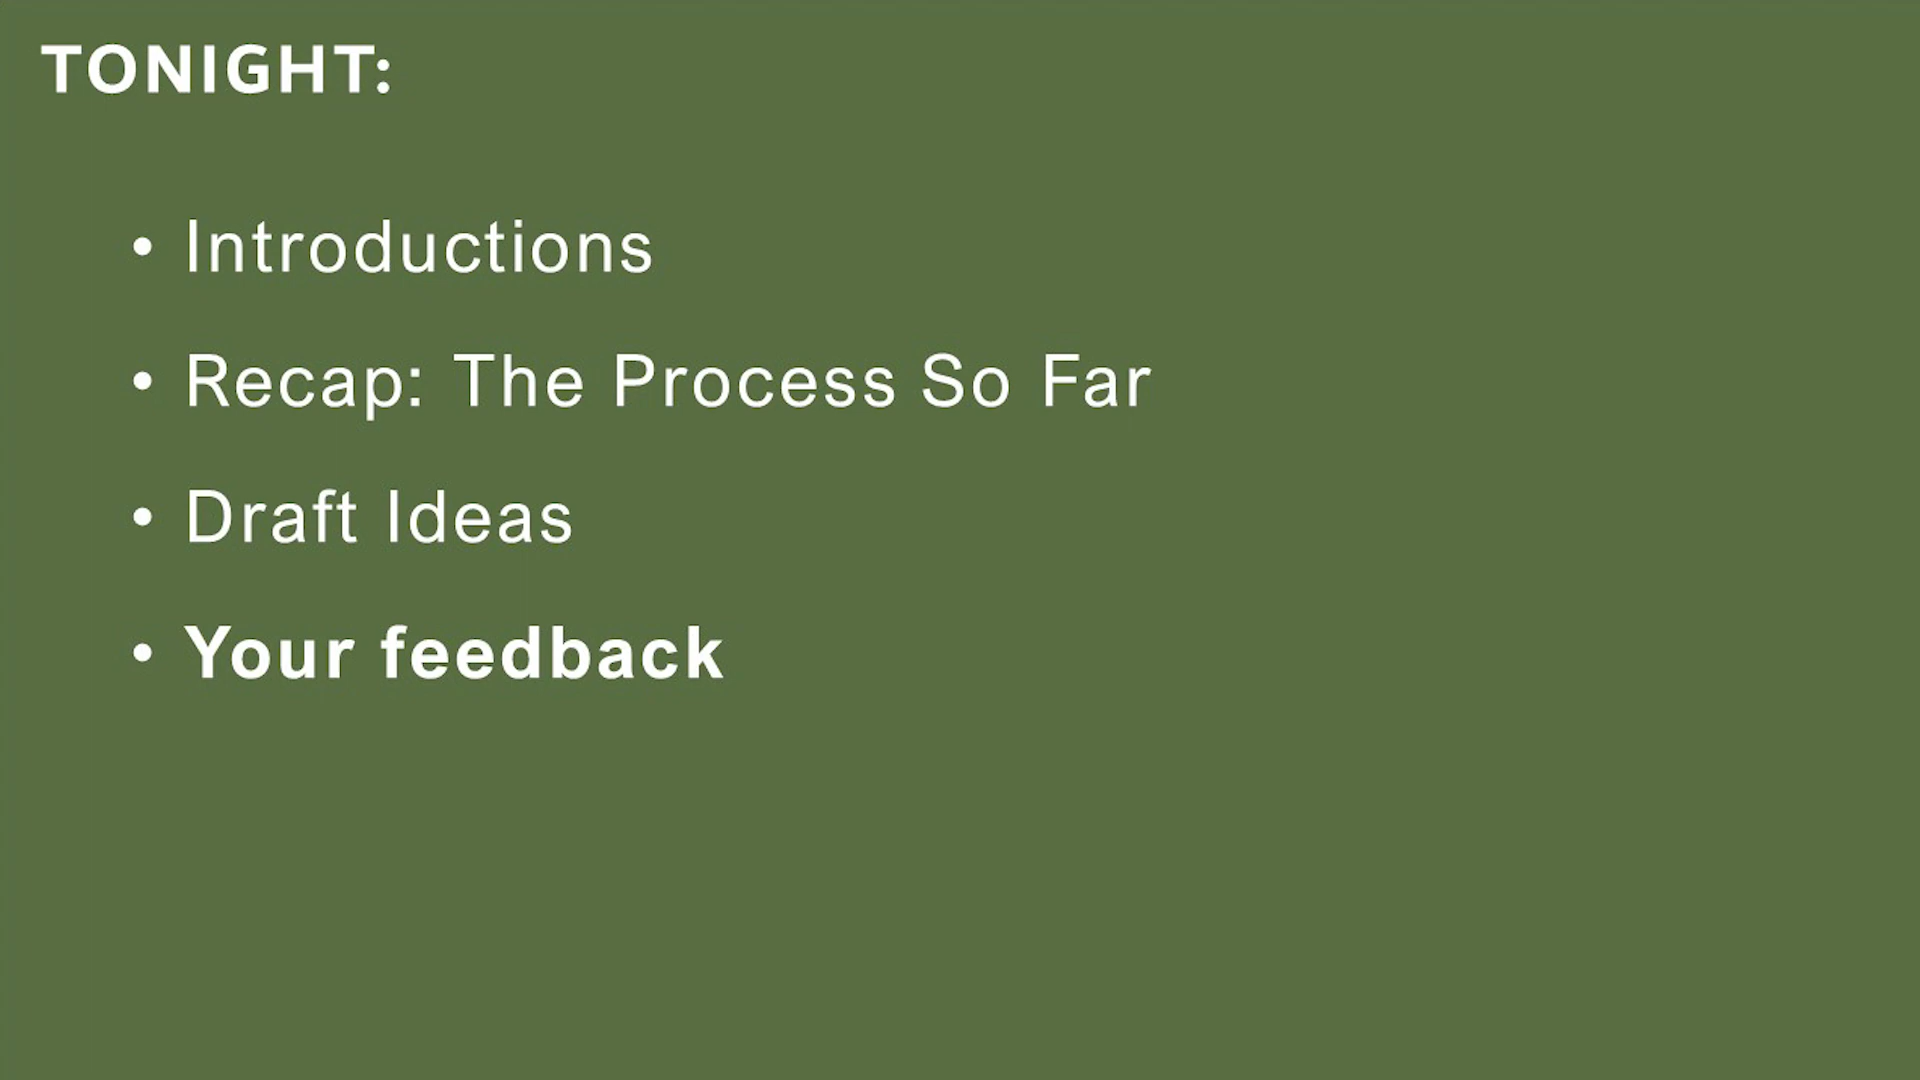 TONIGHT:
• Introductions
• Recap: The Process So Far
• Draft Ideas
• Your feedback